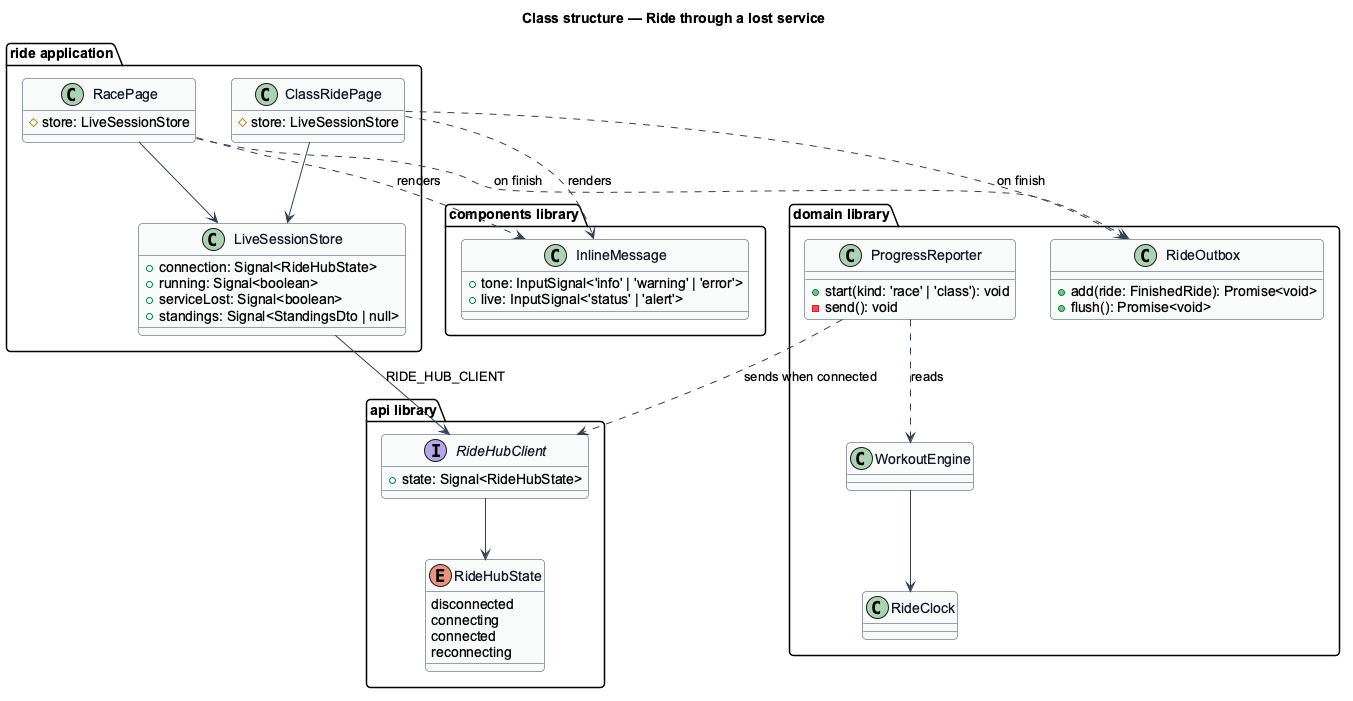 Class structure — Ride through a lost service
ride application
C RacePage
store: LiveSessionStore
C ClassRidePage
store: LiveSessionStore
renders
on finish
renders
on finish
C LiveSessionStore
connection: Signal<RideHubState>
running: Signal<boolean>
serviceLost: Signal<boolean>
standings: Signal<StandingsDto | null>
components library
C InlineMessage
tone: InputSignal<'info' | 'warning' | 'error'>
live: InputSignal<'status' | 'alert'>
domain library
C ProgressReporter
start(kind: 'race' | 'class'): void
send(): void
C RideOutbox
add(ride: FinishedRide): Promise<void>
flush(): Promise<void>
RIDE_HUB_CLIENT
sends when connected
reads
api library
I RideHubClient
state: Signal<RideHubState>
C WorkoutEngine
E RideHubState
disconnected
connecting
connected
reconnecting
C RideClock